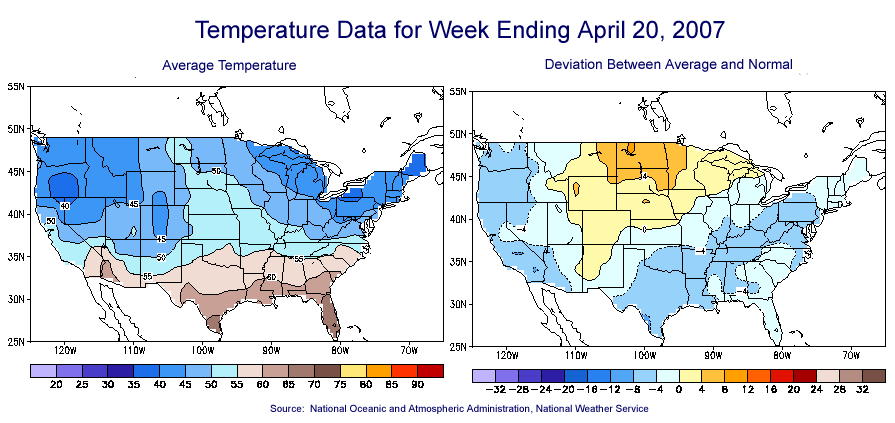 Temperature Data for Week Ending April 20, 2007
Average Temperature
Deviation Between Average and Normal
55N
50N
45N
40N
35N
30N
25N
120W 110W 100W 90W 80W 70W
50
40
45
50
45
50
55
55
60
20 25 30 35 40 45 50 55 60 65 70 75 80 85 90
55N
50N
45N
40N
35N
30N
25N
120W 110W 100W 90W 80W 70W
4
-4
0
-4
-4
-32 -28 -24 -20 -16 -12 -8 -4 0 4 8 12 16 20 24 28 32
Source: National Oceanic and Atmospheric Administration, National Weather Service